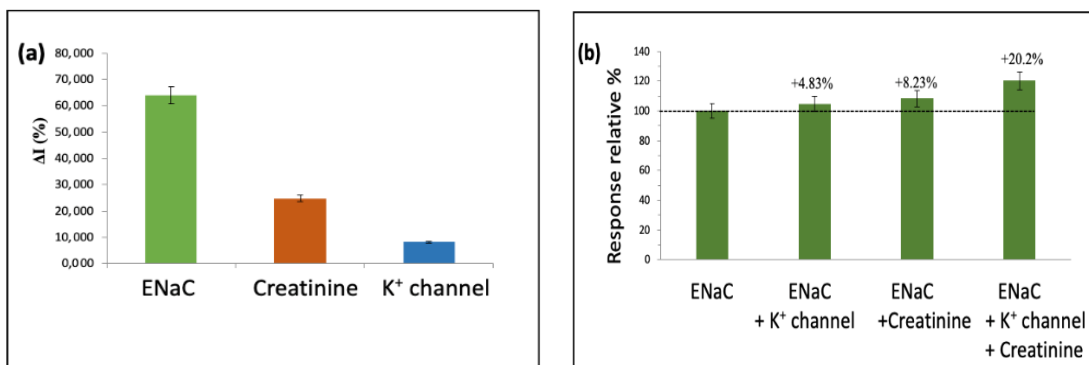 (a)
80,000
70,000
60,000
50,000
40,000
30,000
20,000
10,000
0,000
ΔI (%)
ENaC Creatinine K⁺ channel
(b)
140
120
100
80
60
40
20
0
Response relative %
+4.83%
+8.23%
+20.2%
ENaC
ENaC
+ K⁺ channel
ENaC
+Creatinine
ENaC
+ K⁺ channel
+ Creatinine